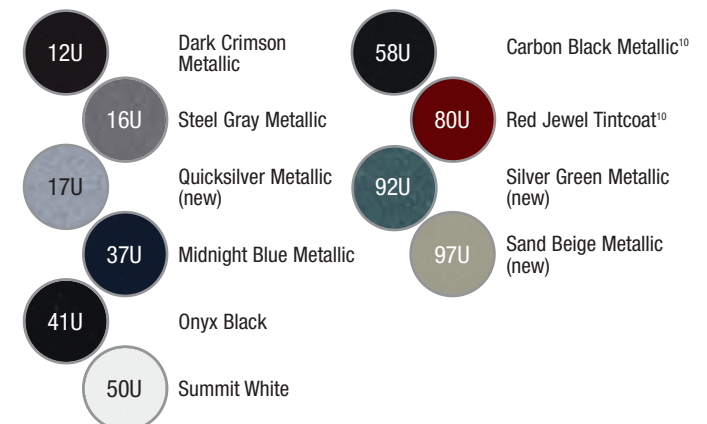 12U
Dark Crimson
Metallic
16U
Steel Gray Metallic
17U
Quicksilver Metallic
(new)
37U
Midnight Blue Metallic
41U
Onyx Black
50U
Summit White
58U
Carbon Black Metallic¹⁰
80U
Red Jewel Tintcoat¹⁰
92U
Silver Green Metallic
(new)
97U
Sand Beige Metallic
(new)